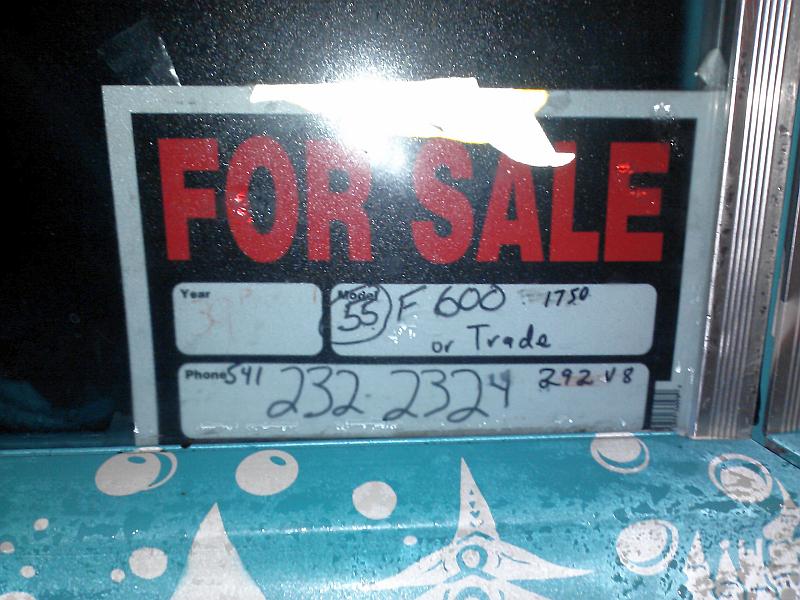 FOR SALE
Year
Model 55 F 600 1750
or Trade
Phone 541 232-2324 292 V8